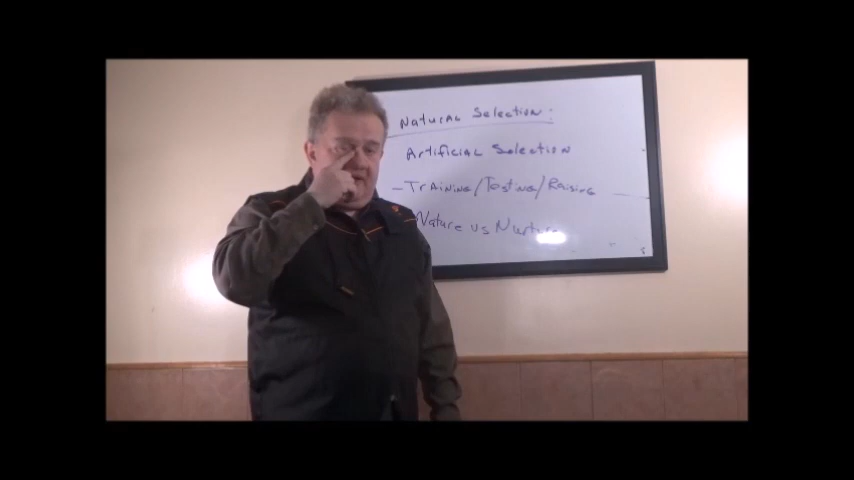 Natural Selection:
Artificial Selection
- Training/Testing/Raising
Nature vs Nurture